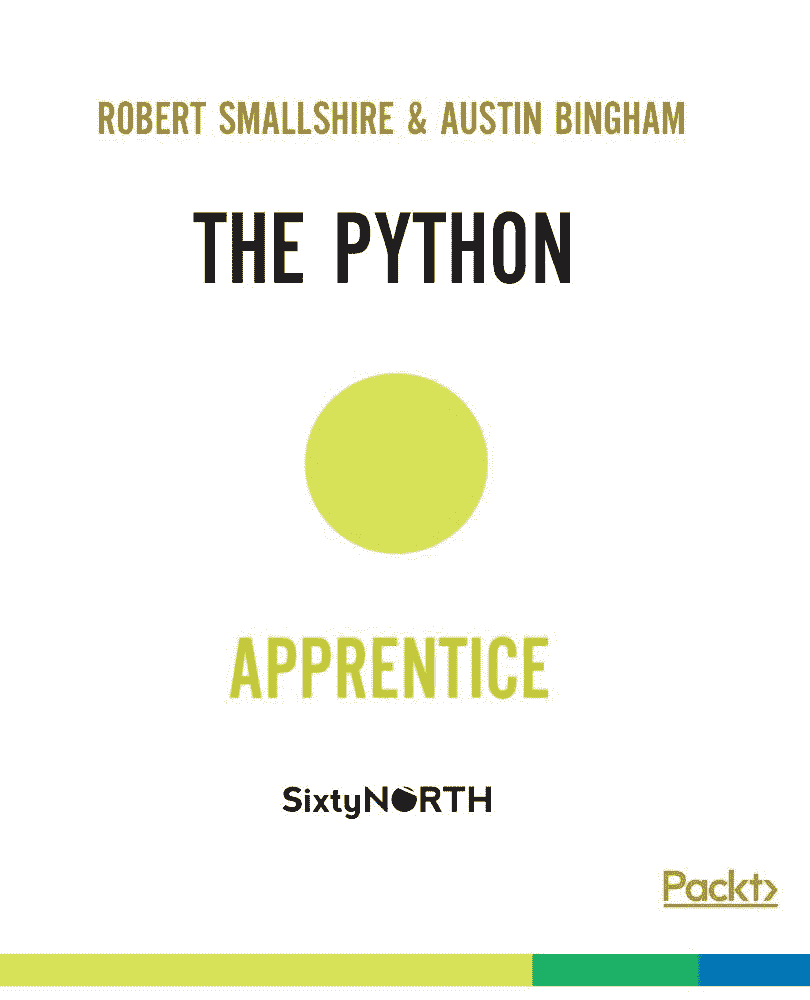 ROBERT SMALLSHIRE & AUSTIN BINGHAM
THE PYTHON
APPRENTICE
SixtyNORTH
Packt>